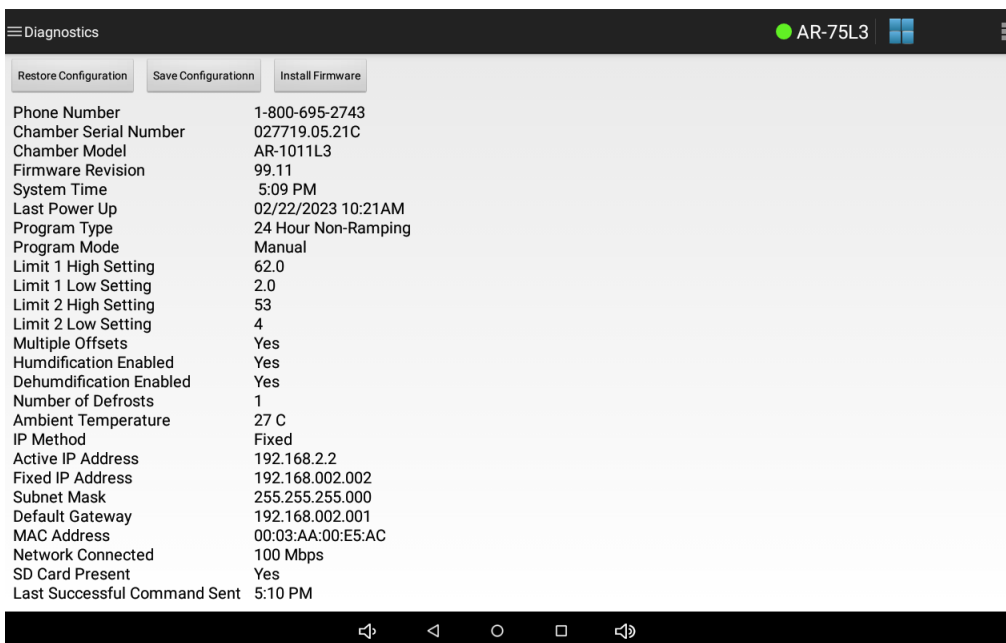 Diagnostics
AR-75L3
Restore Configuration Save Configurationn Install Firmware
Phone Number 1-800-695-2743
Chamber Serial Number 027719.05.21C
Chamber Model AR-1011L3
Firmware Revision 99.11
System Time 5:09 PM
Last Power Up 02/22/2023 10:21AM
Program Type 24 Hour Non-Ramping
Program Mode Manual
Limit 1 High Setting 62.0
Limit 1 Low Setting 2.0
Limit 2 High Setting 53
Limit 2 Low Setting 4
Multiple Offsets Yes
Humdification Enabled Yes
Dehumdification Enabled Yes
Number of Defrosts 1
Ambient Temperature 27 C
IP Method Fixed
Active IP Address 192.168.2.2
Fixed IP Address 192.168.002.002
Subnet Mask 255.255.255.000
Default Gateway 192.168.002.001
MAC Address 00:03:AA:00:E5:AC
Network Connected 100 Mbps
SD Card Present Yes
Last Successful Command Sent 5:10 PM